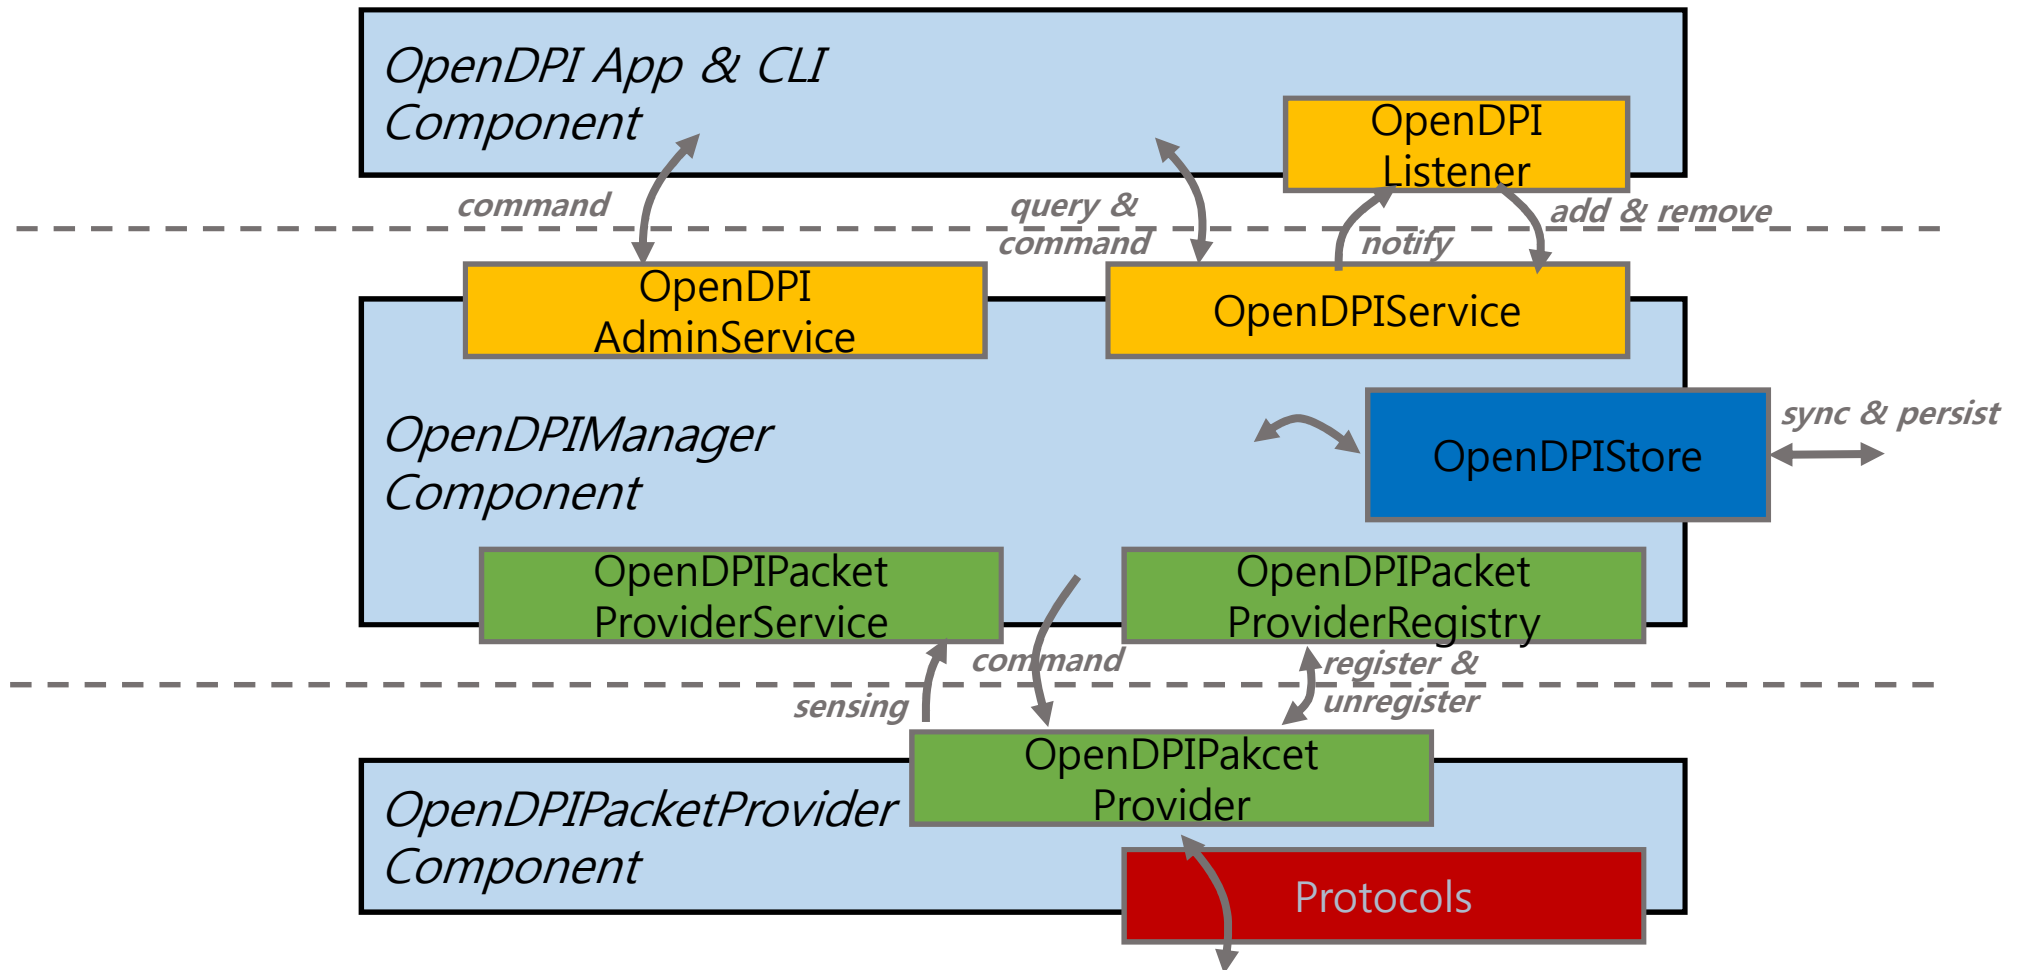 OpenDPI App & CLI
Component
OpenDPI
Listener
command
query &
command
notify
add & remove
OpenDPI
AdminService
OpenDPIService
OpenDPIManager
Component
OpenDPIStore
sync & persist
OpenDPIPacket
ProviderService
OpenDPIPacket
ProviderRegistry
sensing
command
register &
unregister
OpenDPIPakcet
Provider
OpenDPIPacketProvider
Component
Protocols